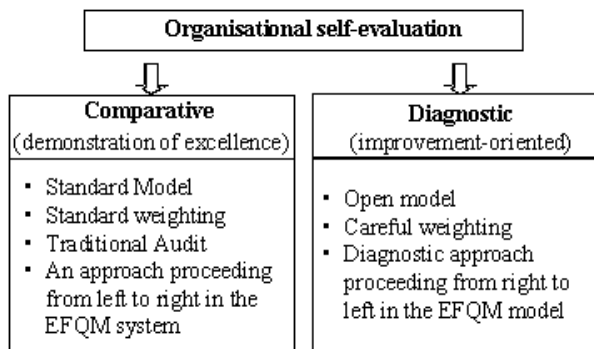 Organisational self-evaluation
Comparative
(demonstration of excellence)
▪ Standard Model
▪ Standard weighting
▪ Traditional Audit
▪ An approach proceeding
from left to right in the
EFQM system
Diagnostic
(improvement-oriented)
▪ Open model
▪ Careful weighting
▪ Diagnostic approach
proceeding from right to
left in the EFQM model